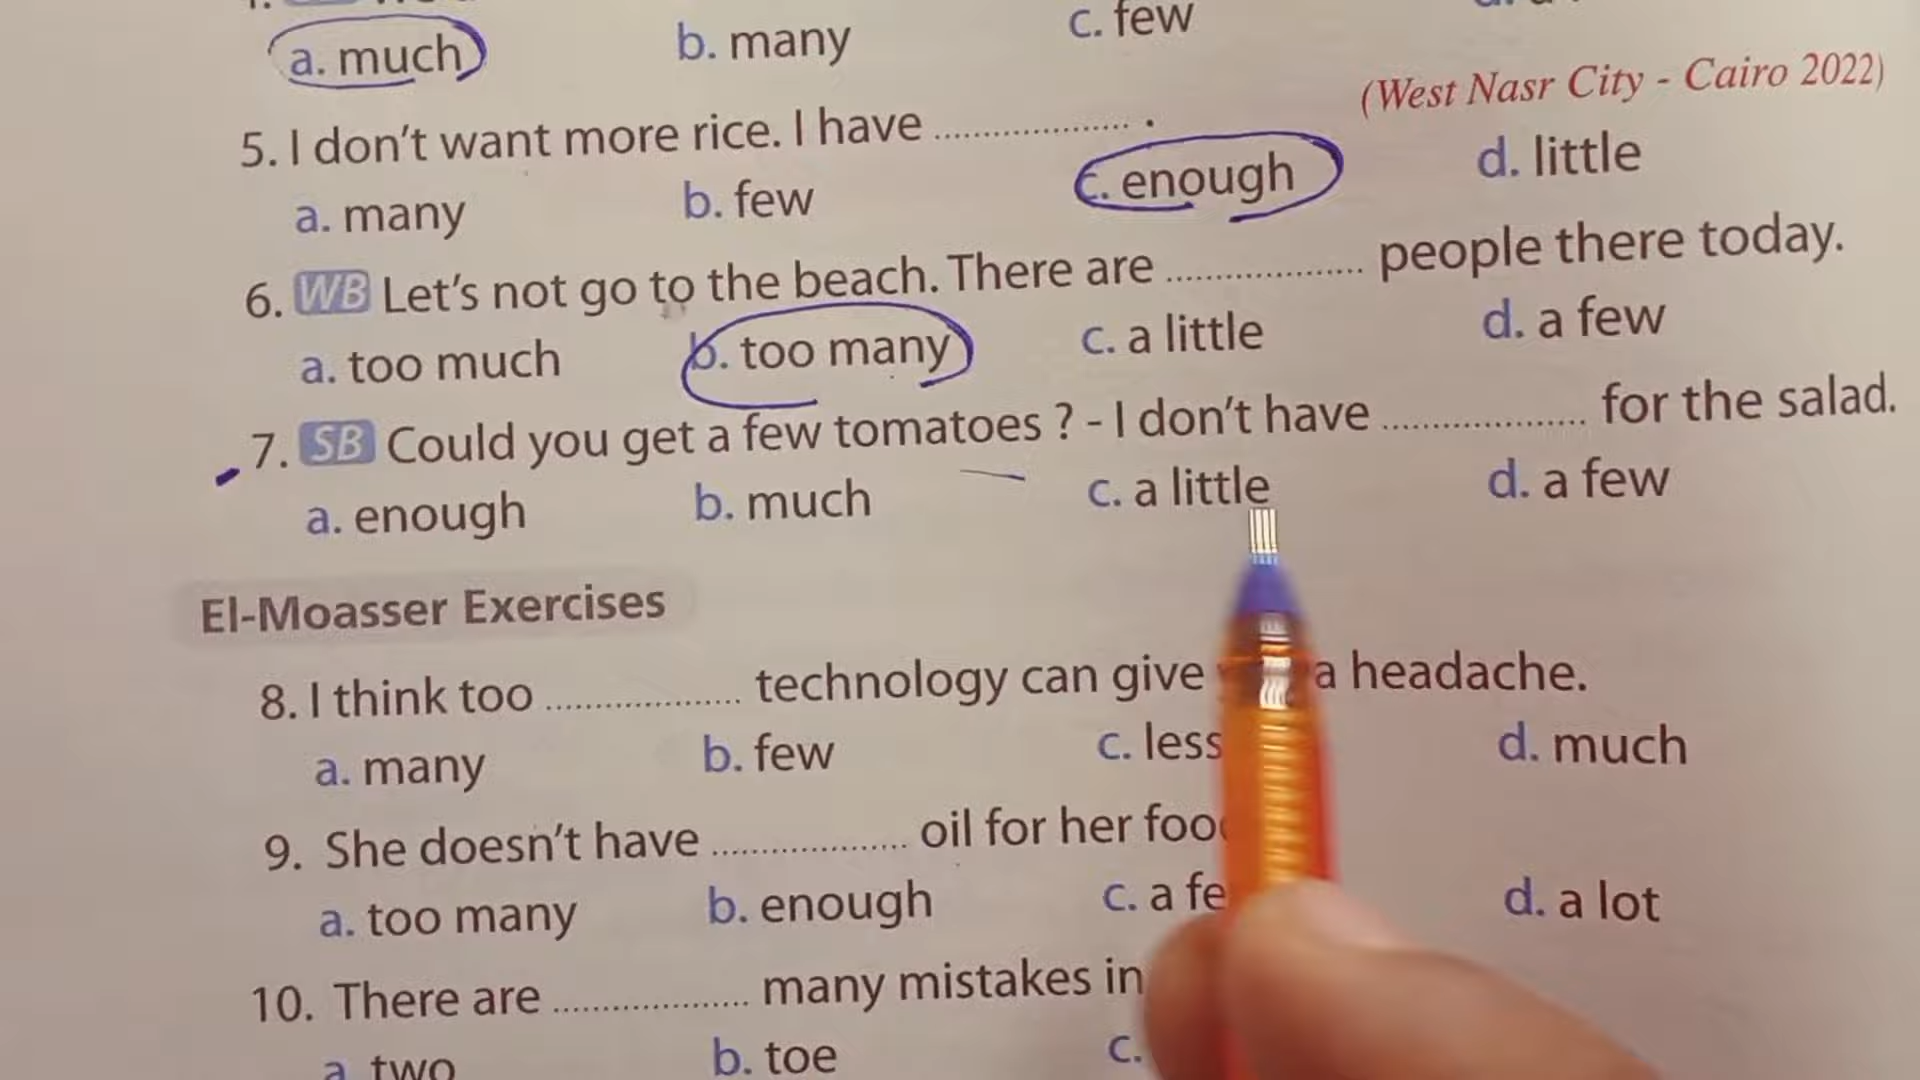 a. much b. many c. few
(West Nasr City - Cairo 2022)
5. I don't want more rice. I have .................... .
a. many b. few c. enough d. little
6. WB Let's not go to the beach. There are .................... people there today.
a. too much b. too many c. a little d. a few
7. SB Could you get a few tomatoes ? - I don't have .................... for the salad.
a. enough b. much c. a little d. a few
El-Moasser Exercises
8. I think too .................... technology can give a headache.
a. many b. few c. less d. much
9. She doesn't have .................... oil for her
a. too many b. enough c. a d. a lot
10. There are .................... many mistakes in
a. two b. toe c.